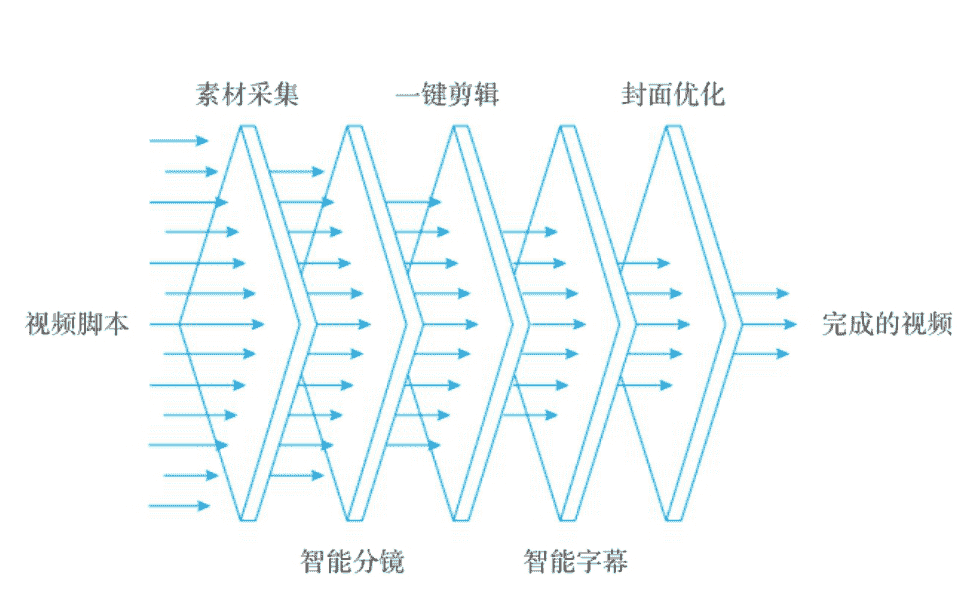 素材采集
一键剪辑
封面优化
视频脚本
完成的视频
智能分镜
智能字幕